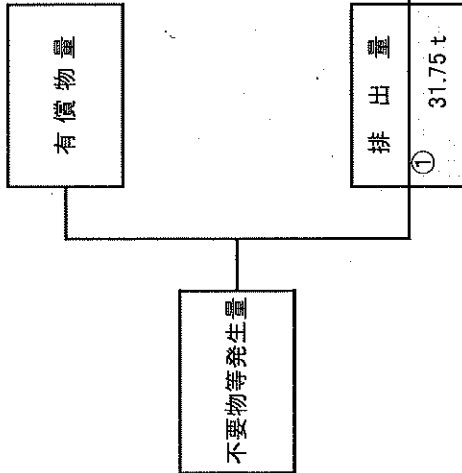 有償物量
排出量
①
31.75 t
不要物等発生量